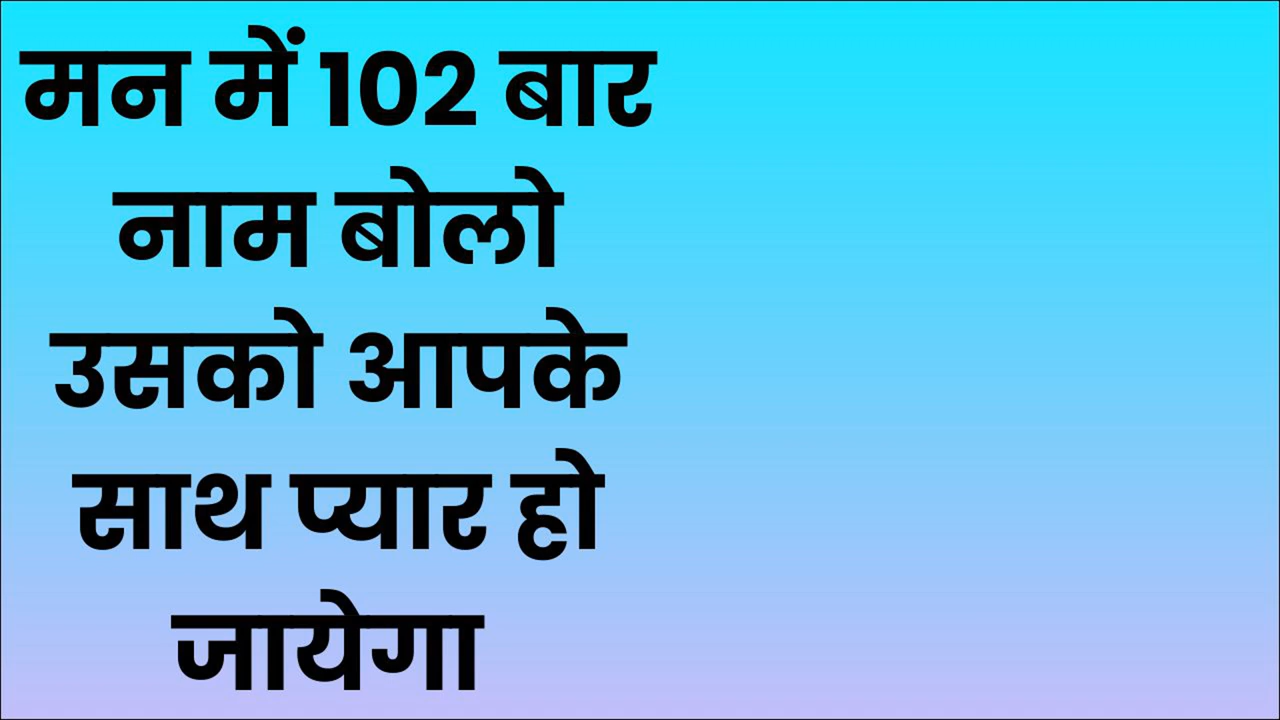 मन में 102 बार
नाम बोलो
उसको आपके
साथ प्यार हो
जायेगा